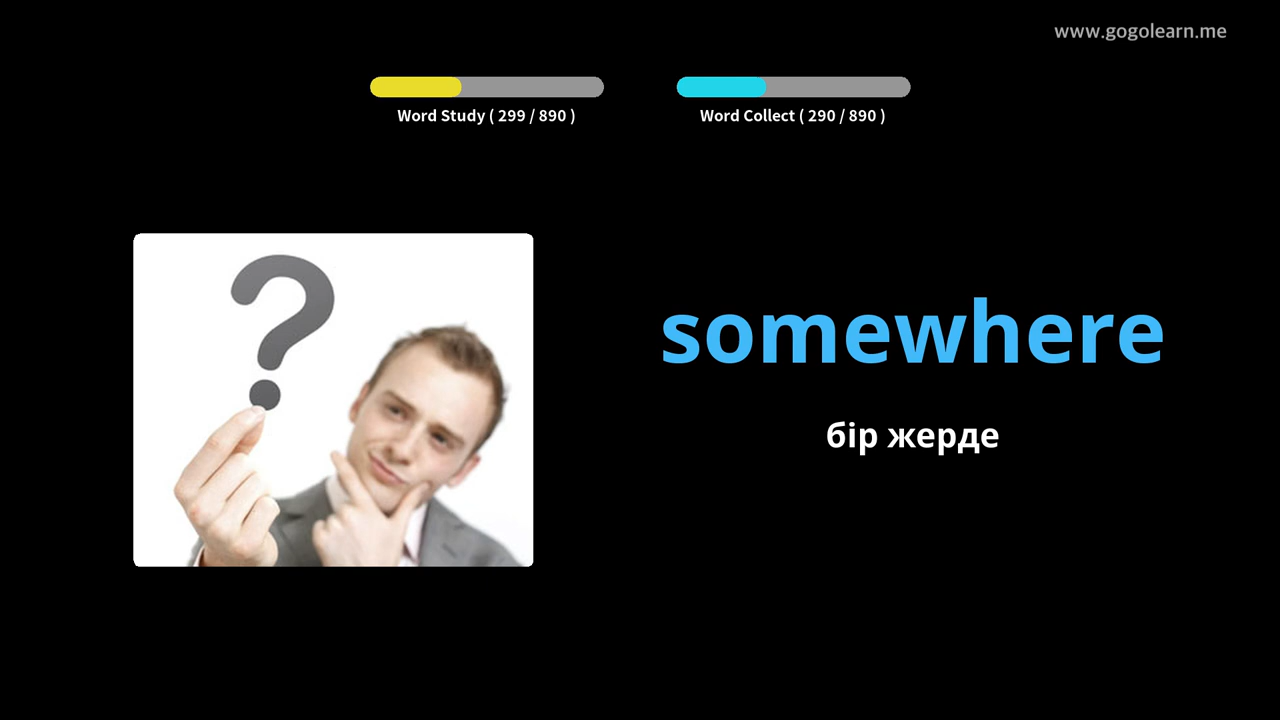 www.gogolearn.me
Word Study ( 299 / 890 )
Word Collect ( 290 / 890 )
?
somewhere
бір жерде